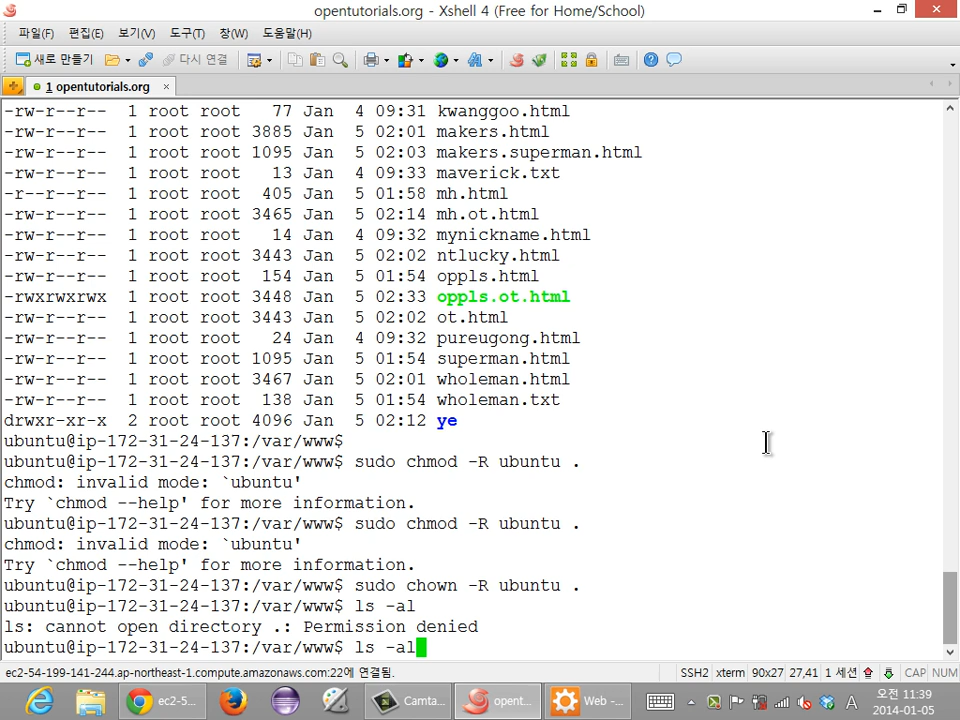 opentutorials.org - Xshell 4 (Free for Home/School)
파일(F) 편집(E) 보기(V) 도구(T) 창(W) 도움말(H)
새로 만들기 다시 연결
1 opentutorials.org
-rw-r--r-- 1 root root 77 Jan 4 09:31 kwanggoo.html
-rw-r--r-- 1 root root 3885 Jan 5 02:01 makers.html
-rw-r--r-- 1 root root 1095 Jan 5 02:03 makers.superman.html
-rw-r--r-- 1 root root 13 Jan 4 09:33 maverick.txt
-r--r--r-- 1 root root 405 Jan 5 01:58 mh.html
-rw-r--r-- 1 root root 3465 Jan 5 02:14 mh.ot.html
-rw-r--r-- 1 root root 14 Jan 4 09:32 mynickname.html
-rw-r--r-- 1 root root 3443 Jan 5 02:02 ntlucky.html
-rw-r--r-- 1 root root 154 Jan 5 01:54 oppls.html
-rwxrwxrwx 1 root root 3448 Jan 5 02:33 oppls.ot.html
-rw-r--r-- 1 root root 3443 Jan 5 02:02 ot.html
-rw-r--r-- 1 root root 24 Jan 4 09:32 pureugong.html
-rw-r--r-- 1 root root 1095 Jan 5 01:54 superman.html
-rw-r--r-- 1 root root 3467 Jan 5 02:01 wholeman.html
-rw-r--r-- 1 root root 138 Jan 5 01:54 wholeman.txt
drwxr-xr-x 2 root root 4096 Jan 5 02:12 ye
ubuntu@ip-172-31-24-137:/var/www$
ubuntu@ip-172-31-24-137:/var/www$ sudo chmod -R ubuntu .
chmod: invalid mode: `ubuntu'
Try `chmod --help' for more information.
ubuntu@ip-172-31-24-137:/var/www$ sudo chmod -R ubuntu .
chmod: invalid mode: `ubuntu'
Try `chmod --help' for more information.
ubuntu@ip-172-31-24-137:/var/www$ sudo chown -R ubuntu .
ubuntu@ip-172-31-24-137:/var/www$ ls -al
ls: cannot open directory .: Permission denied
ubuntu@ip-172-31-24-137:/var/www$ ls -al
ec2-54-199-141-244.ap-northeast-1.compute.amazonaws.com:22에 연결됨. SSH2 xterm 90x27 27,41 1 세션 CAP NUM
ec2-5... Camta... opent... Web -... A 오전 11:39
2014-01-05